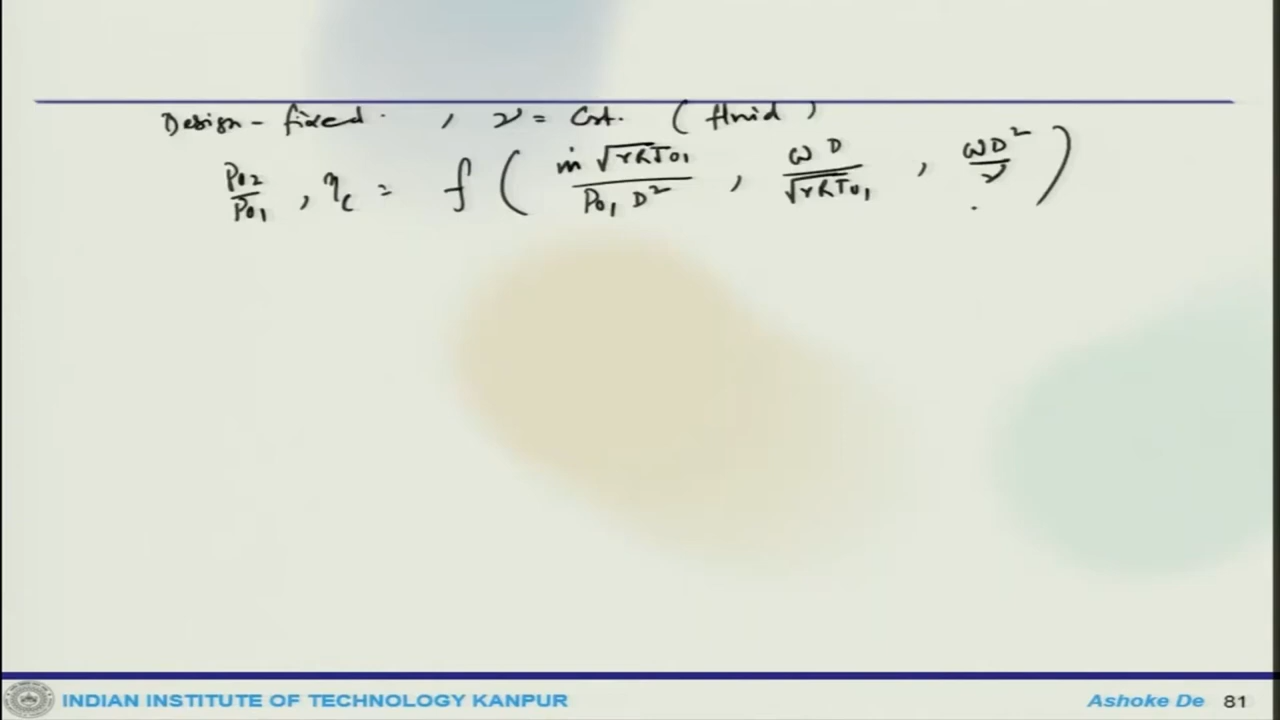 Design - fixed. , ν = Cst. (fluid)
P02/P01 , ηc = f ( ṁ √γRT01 / P01 D² , ωD / √γRT01 , ωD² / ν )
INDIAN INSTITUTE OF TECHNOLOGY KANPUR Ashoke De 81